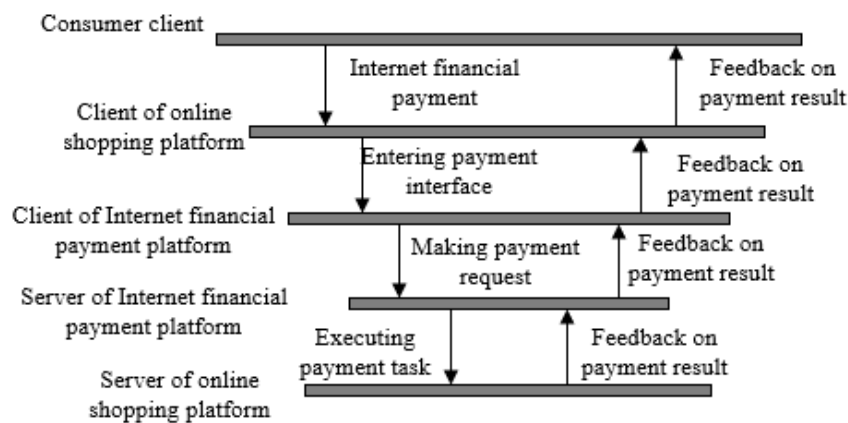 Consumer client
Internet financial
payment
Feedback on
payment result
Client of online
shopping platform
Entering payment
interface
Feedback on
payment result
Client of Internet financial
payment platform
Making payment
request
Feedback on
payment result
Server of Internet financial
payment platform
Executing
payment task
Feedback on
payment result
Server of online
shopping platform